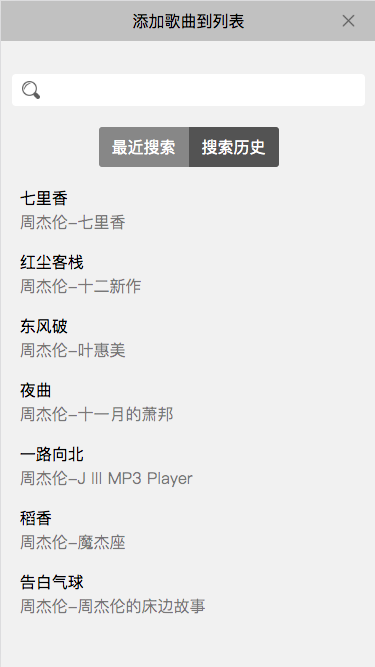 添加歌曲到列表
最近搜索 搜索历史
七里香
周杰伦-七里香
红尘客栈
周杰伦-十二新作
东风破
周杰伦-叶惠美
夜曲
周杰伦-十一月的萧邦
一路向北
周杰伦-J III MP3 Player
稻香
周杰伦-魔杰座
告白气球
周杰伦-周杰伦的床边故事